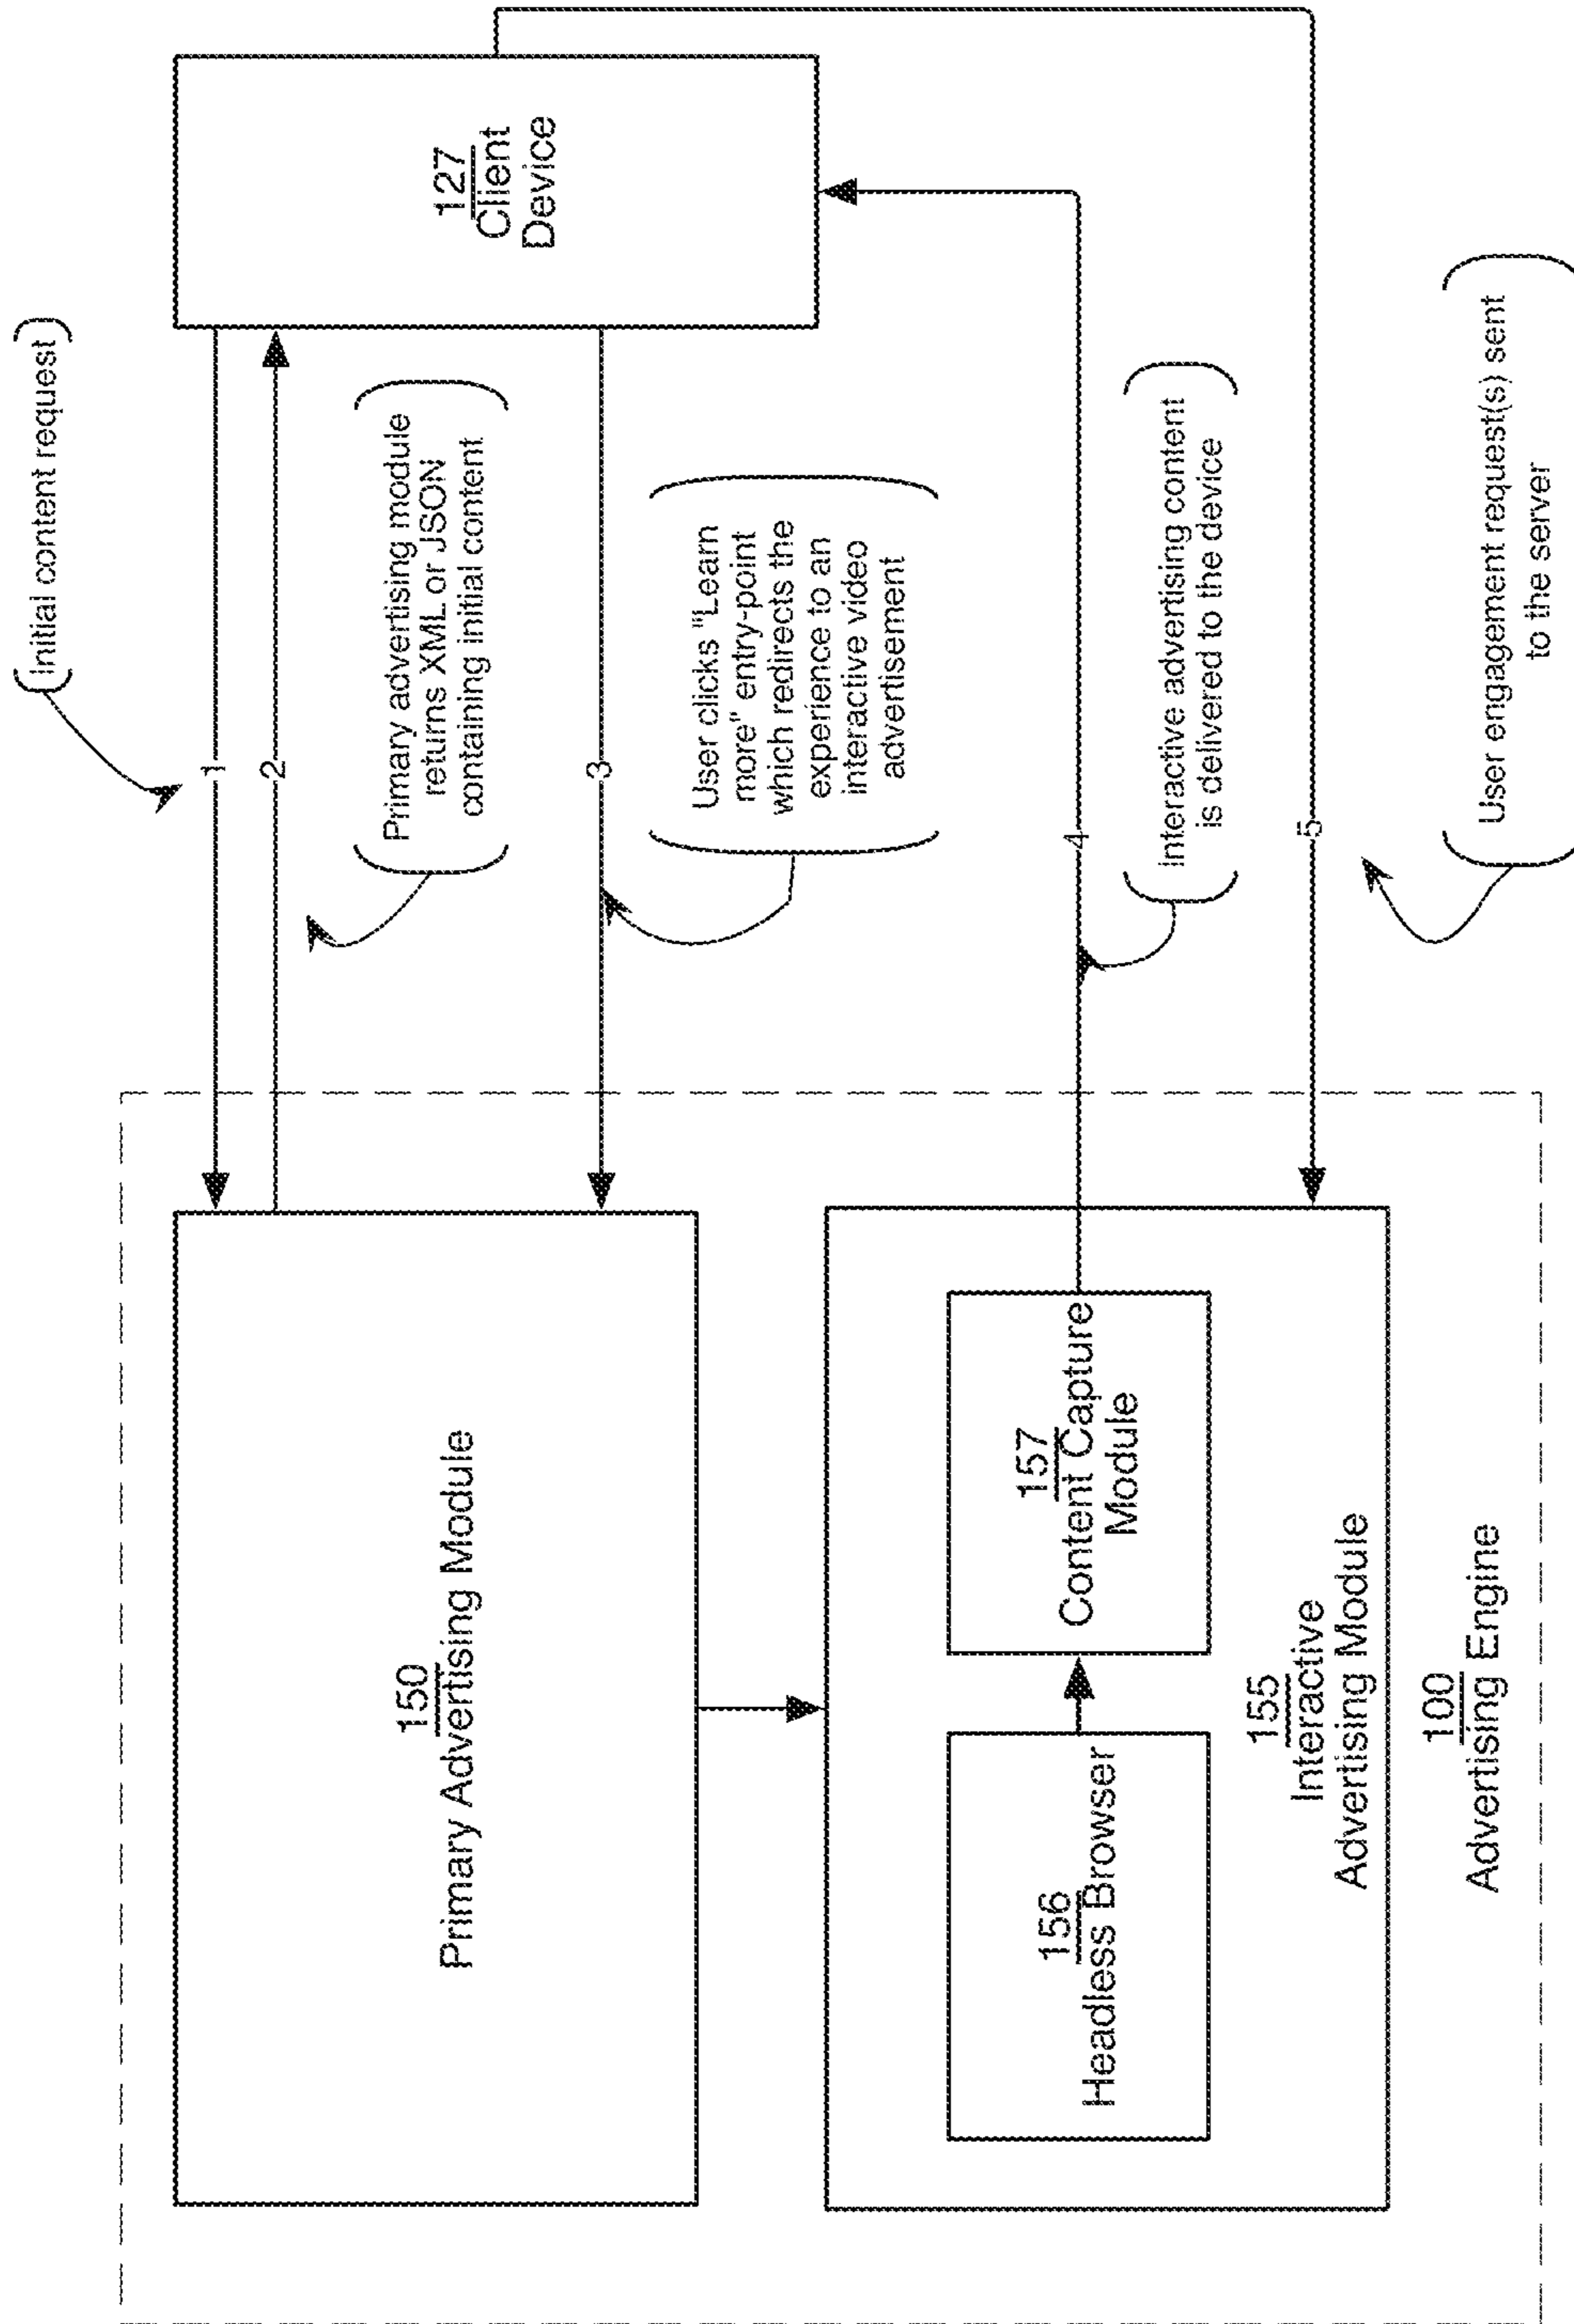 150
Primary Advertising Module
156
Headless Browser
157
Content Capture
Module
155
Interactive
Advertising Module
100
Advertising Engine
(Initial content request)
1
2
Primary advertising module
returns XML or JSON
containing initial content
3
User clicks "Learn
more" entry-point
which redirects the
experience to an
interactive video
advertisement
4
Interactive advertising content
is delivered to the device
5
User engagement request(s) sent
to the server
127
Client
Device